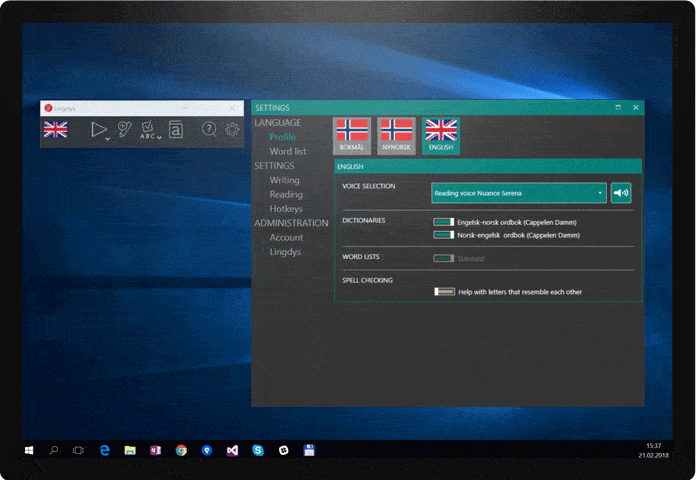 Lingdys
SETTINGS
ABC
LANGUAGE
Profile
Word list
SETTINGS
Writing
Reading
Hotkeys
ADMINISTRATION
Account
Lingdys
BOKMÅL
NYNORSK
ENGLISH
ENGLISH
VOICE SELECTION
Reading voice Nuance Serena
DICTIONARIES
Engelsk-norsk ordbok (Cappelen Damm)
Norsk-engelsk ordbok (Cappelen Damm)
WORD LISTS
Standard
SPELL CHECKING
Help with letters that resemble each other
15:37
21.02.2018